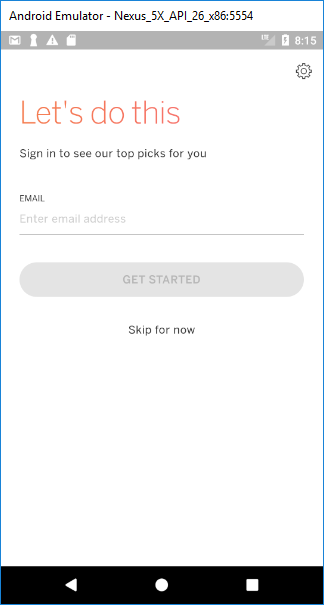 Android Emulator - Nexus_5X_API_26_x86:5554
LTE 8:15
Let's do this
Sign in to see our top picks for you
EMAIL
Enter email address
GET STARTED
Skip for now